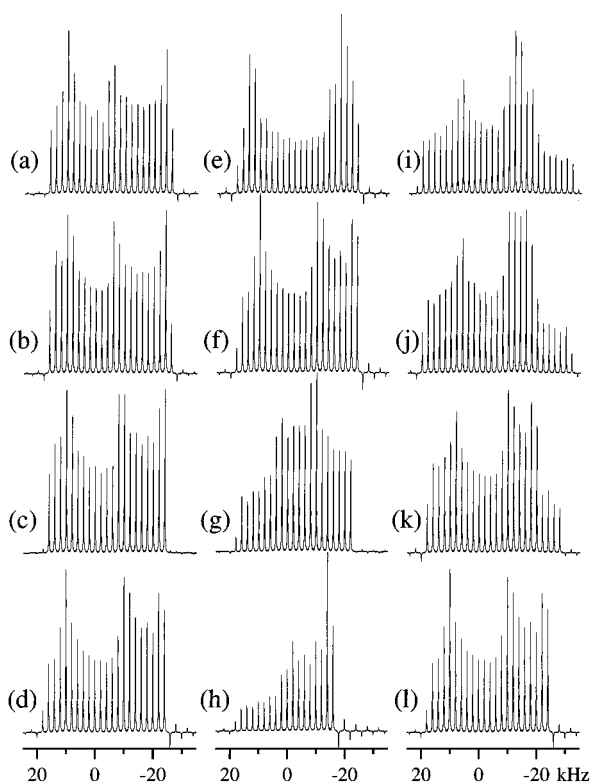 (a) (e) (i)
(b) (f) (j)
(c) (g) (k)
(d) (h) (l)
20 0 -20 20 0 -20 20 0 -20 kHz